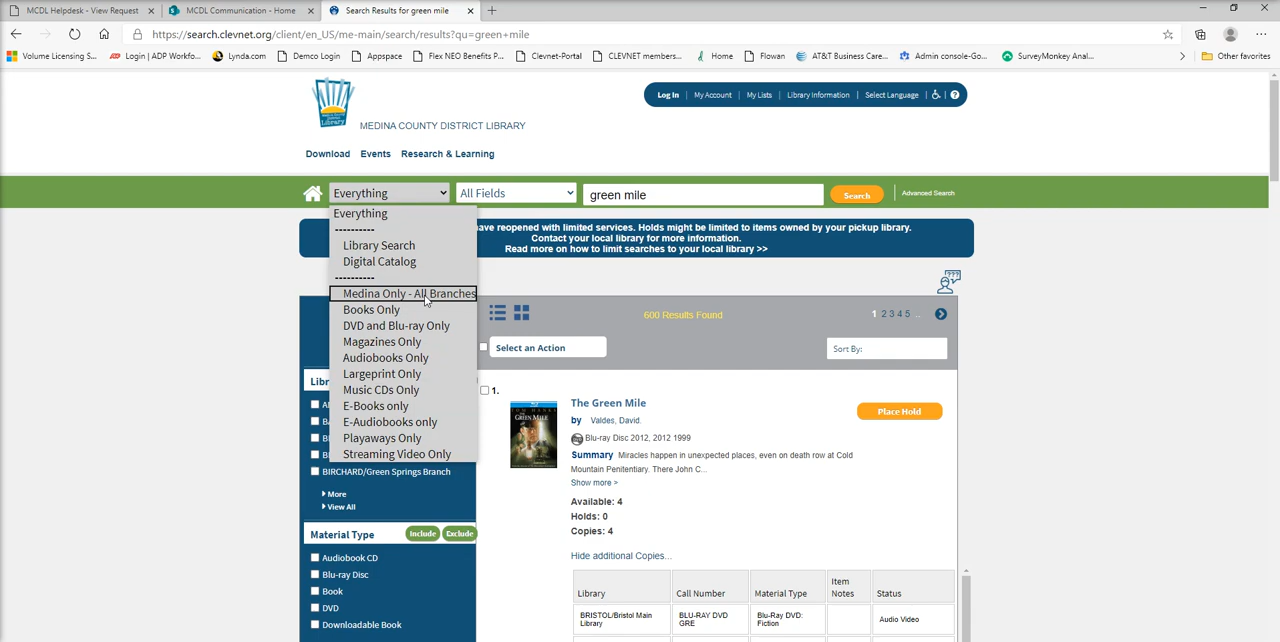 MCDL Helpdesk - View Request
MCDL Communication - Home
Search Results for green mile
https://search.clevnet.org/client/en_US/me-main/search/results?qu=green+mile
Volume Licensing S...
Login | ADP Workfo...
Lynda.com
Demco Login
Appspace
Flex NEO Benefits P...
Clevnet-Portal
CLEVNET members...
Home
Flowan
AT&T Business Care...
Admin console-Go...
SurveyMonkey Anal...
Other favorites
MEDINA COUNTY DISTRICT LIBRARY
Log In
My Account
My Lists
Library Information
Select Language
Download Events Research & Learning
Everything
All Fields
green mile
Search
Advanced Search
Everything
----------
Library Search
Digital Catalog
----------
Medina Only - All Branches
Books Only
DVD and Blu-ray Only
Magazines Only
Audiobooks Only
Largeprint Only
Music CDs Only
E-Books only
E-Audiobooks only
Playaways Only
Streaming Video Only
have reopened with limited services. Holds might be limited to items owned by your pickup library.
Contact your local library for more information.
Read more on how to limit searches to your local library >>
600 Results Found
1 2 3 4 5 ..
Select an Action
Sort By:
BIRCHARD/Green Springs Branch
More
View All
Material Type
Include
Exclude
Audiobook CD
Blu-ray Disc
Book
DVD
Downloadable Book
1.
The Green Mile
by Valdes, David.
Blu-ray Disc 2012, 2012 1999
Summary Miracles happen in unexpected places, even on death row at Cold
Mountain Penitentiary. There John C...
Show more >
Place Hold
Available: 4
Holds: 0
Copies: 4
Hide additional Copies...
Library
Call Number
Material Type
Item
Notes
Status
BRISTOL/Bristol Main
Library
BLU-RAY DVD
GRE
Blu-Ray DVD:
Fiction
Audio Video